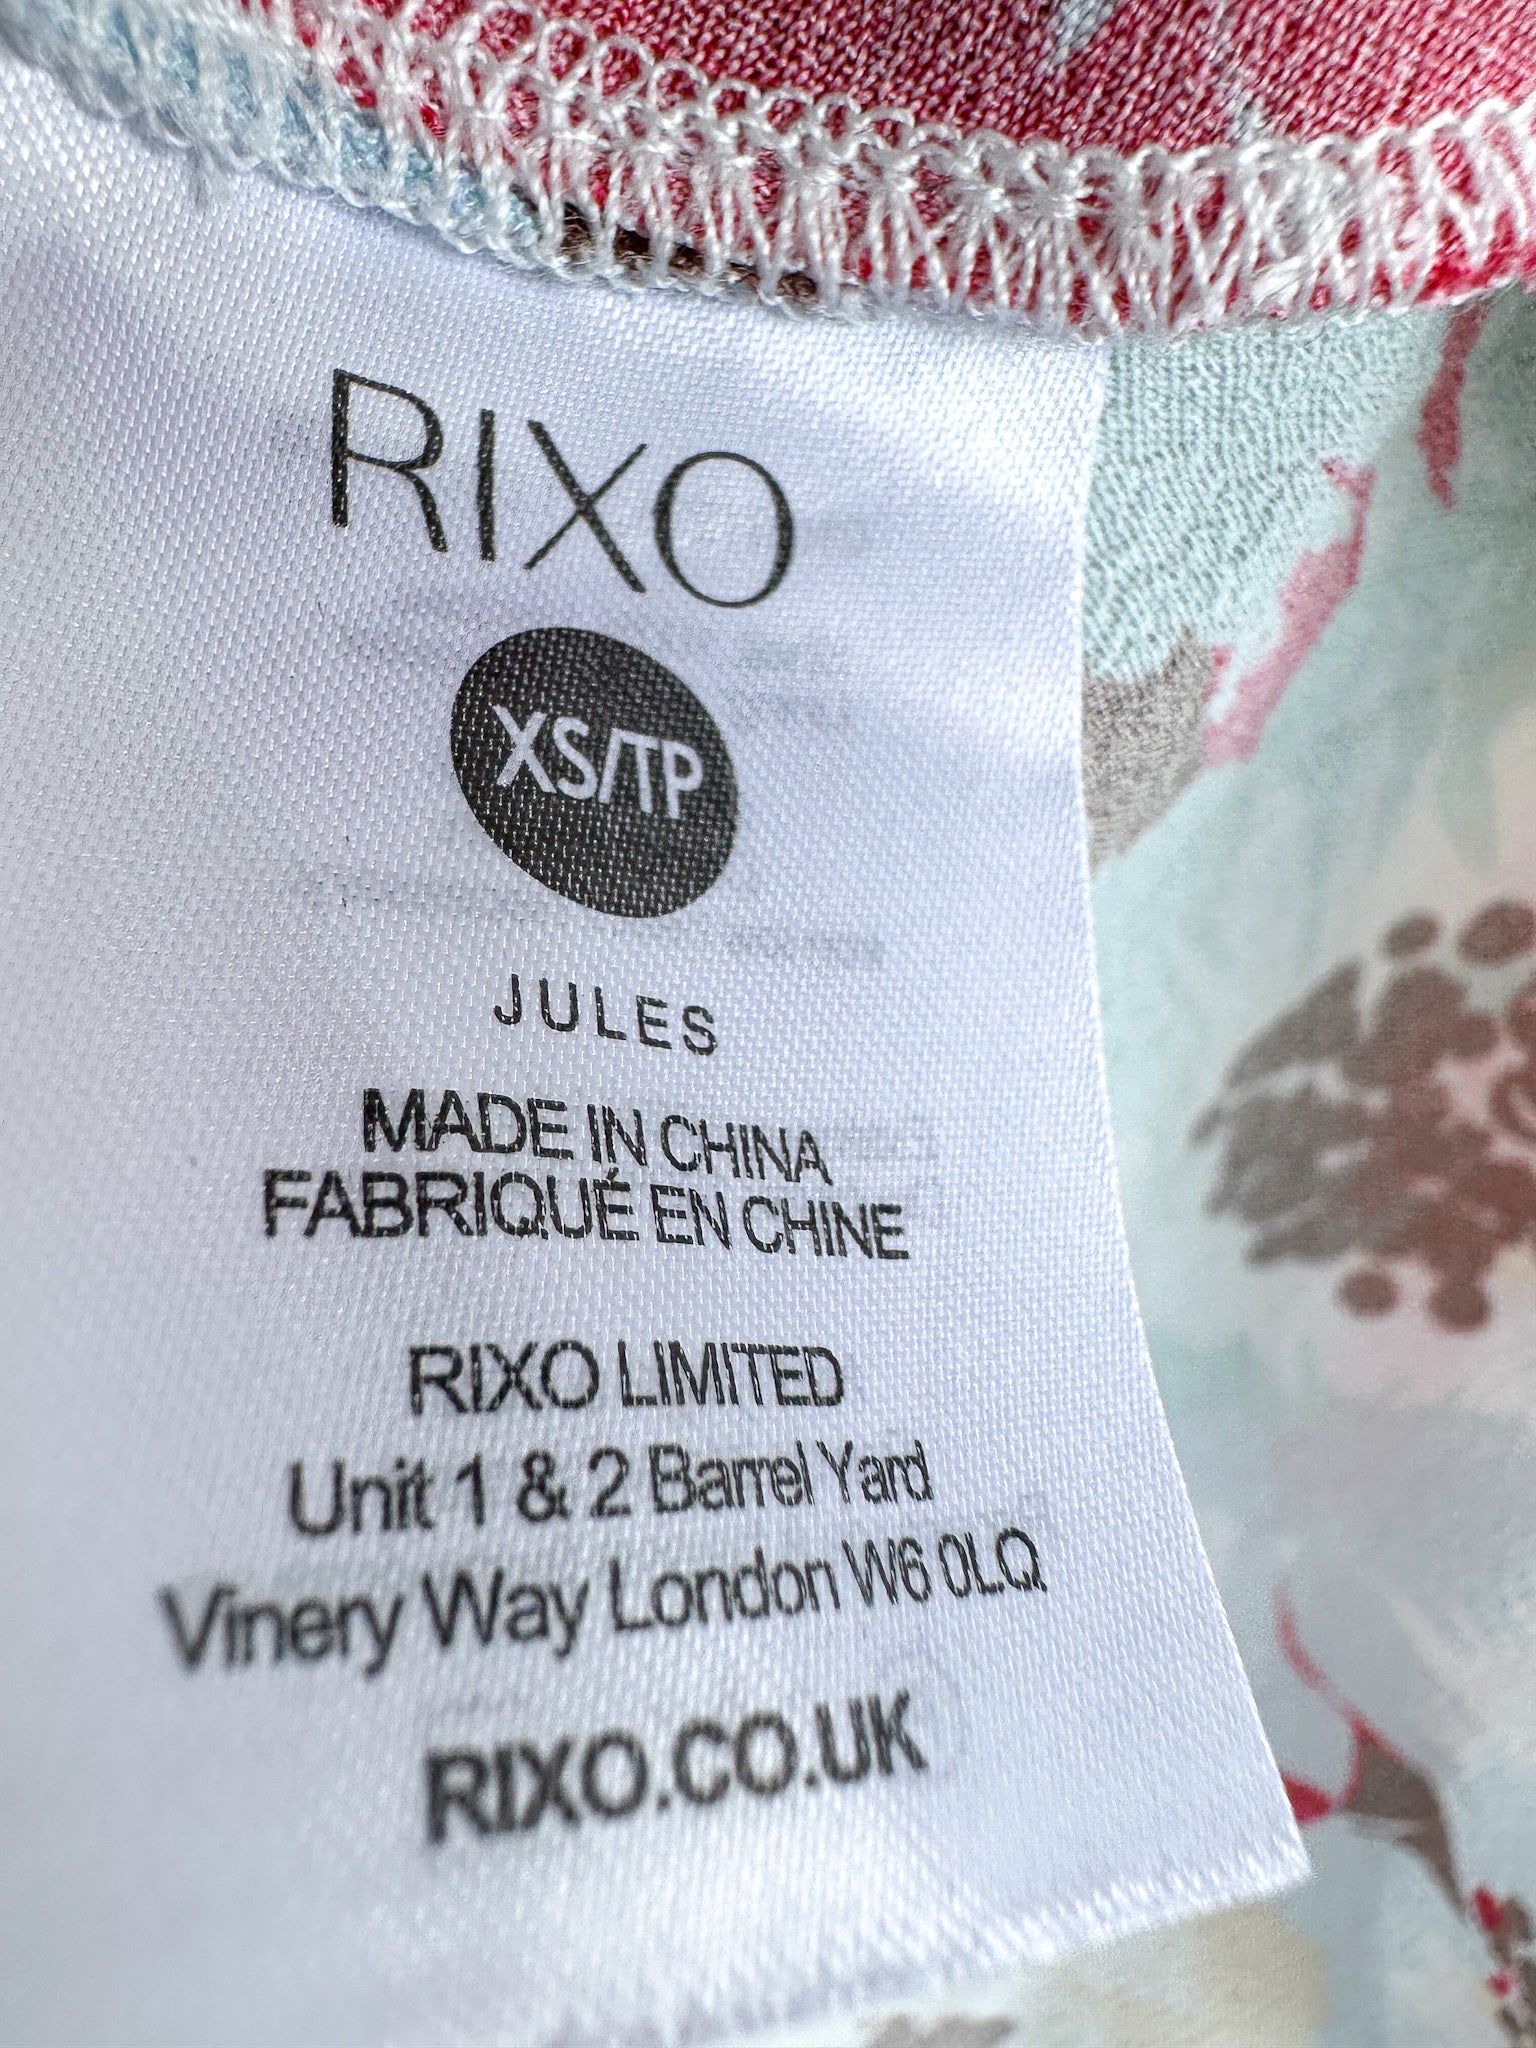 RIXO
XS/TP
JULES
MADE IN CHINA
FABRIQUÉ EN CHINE
RIXO LIMITED
Unit 1 & 2 Barrel Yard
Vinery Way London W6 0LQ
RIXO.CO.UK